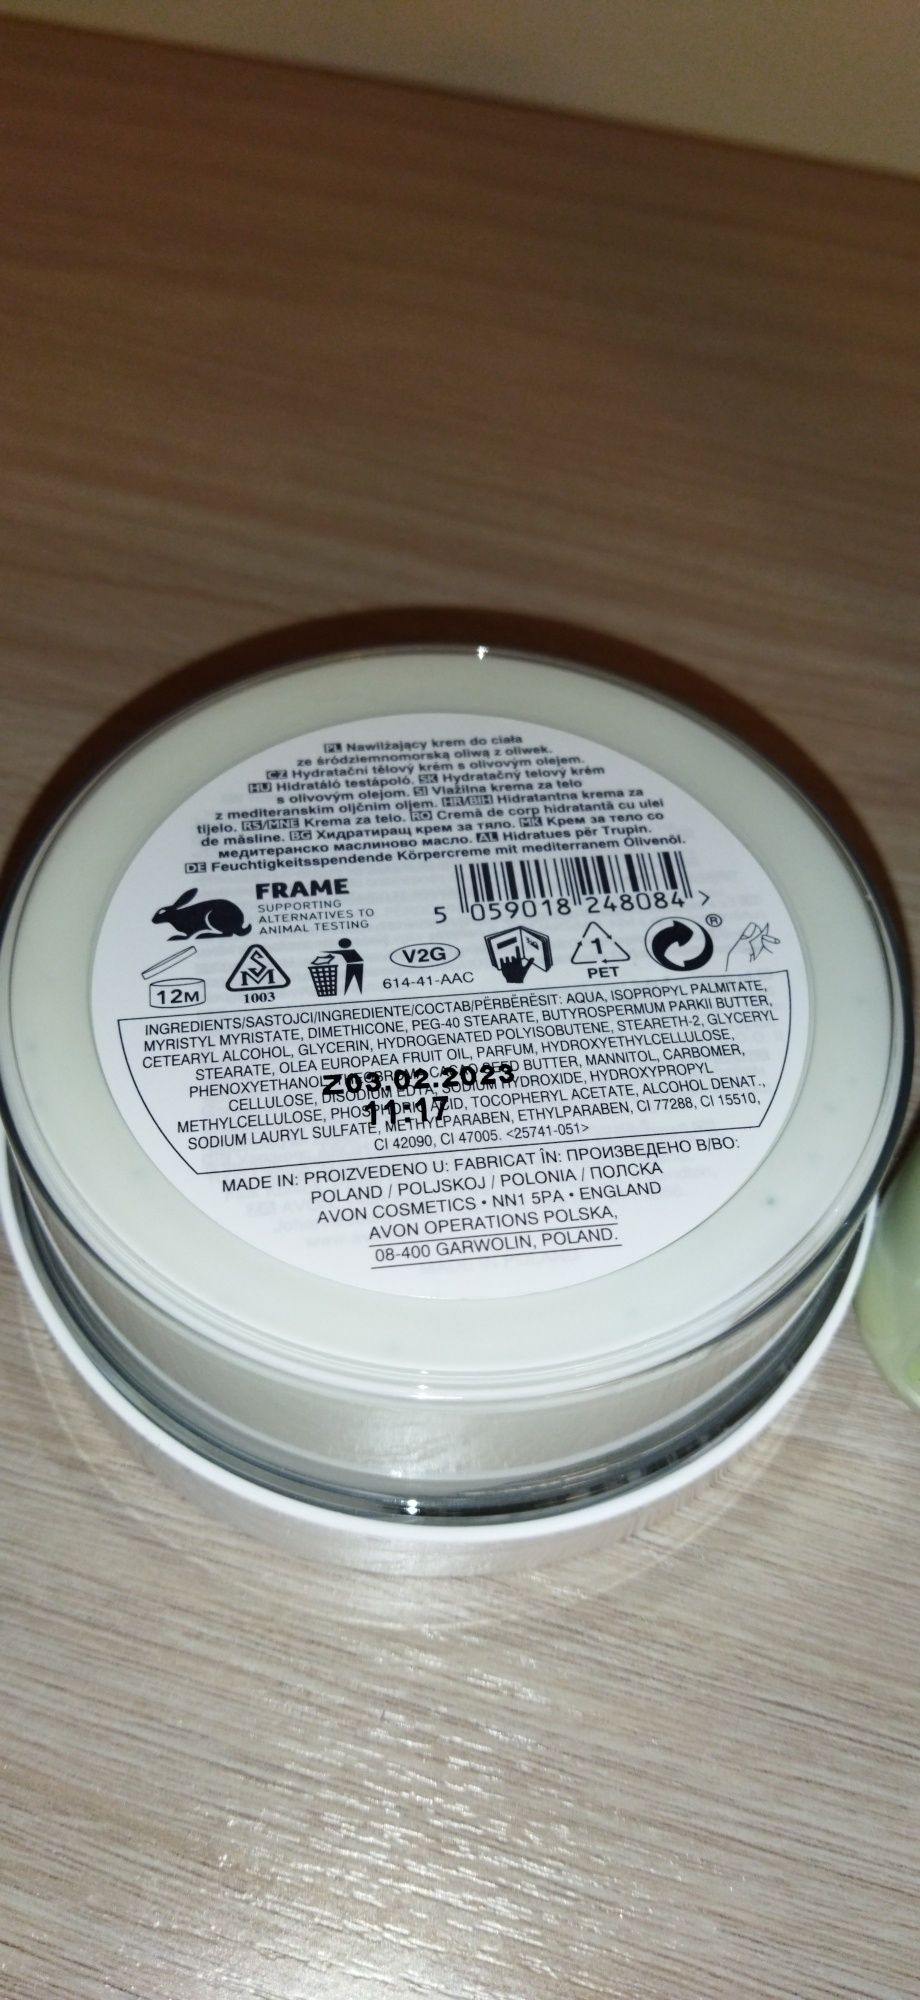 PL Nawilżający krem do ciała
ze śródziemnomorską oliwą z oliwek.
CZ Hydratační tělový krém s olivovým olejem.
HU Hidratáló testápoló. SK Hydratačný telový krém
s olivovým olejom. SI Vlažilna krema za telo
z mediteranskim oljčnim oljem. HR/BIH Hidratantna krema za
tijelo. RS/MNE Krema za telo. RO Cremă de corp hidratantă cu ulei
de măsline. BG Хидратиращ крем за тяло. MK Крем за тело со
медитеранско маслиново масло. AL Hidratues për Trupin.
DE Feuchtigkeitsspendende Körpercreme mit mediterranem Olivenöl.
FRAME
SUPPORTING
ALTERNATIVES TO
ANIMAL TESTING
5 059018 248084 >
12M
SM
1003
V2G
614-41-AAC
1
PET
®
INGREDIENTS/SASTOJCI/INGREDIENTE/СЪСТАВ/PËRBËRËSIT: AQUA, ISOPROPYL PALMITATE,
MYRISTYL MYRISTATE, DIMETHICONE, PEG-40 STEARATE, BUTYROSPERMUM PARKII BUTTER,
CETEARYL ALCOHOL, GLYCERIN, HYDROGENATED POLYISOBUTENE, STEARETH-2, GLYCERYL
STEARATE, OLEA EUROPAEA FRUIT OIL, PARFUM, HYDROXYETHYLCELLULOSE,
PHENOXYETHANOL, THEOBROMA CACAO SEED BUTTER, MANNITOL, CARBOMER,
CELLULOSE, DISODIUM EDTA, SODIUM HYDROXIDE, HYDROXYPROPYL
METHYLCELLULOSE, PHOSPHORIC ACID, TOCOPHERYL ACETATE, ALCOHOL DENAT.,
SODIUM LAURYL SULFATE, METHYLPARABEN, ETHYLPARABEN, CI 77288, CI 15510,
CI 42090, CI 47005. <25741-051>
Z03.02.2023
11:17
MADE IN: PROIZVEDENO U: FABRICAT ÎN: ПРОИЗВЕДЕНО В/ВО:
POLAND / POLJSKOJ / POLONIA / ПОЛСКА
AVON COSMETICS • NN1 5PA • ENGLAND
AVON OPERATIONS POLSKA,
08-400 GARWOLIN, POLAND.